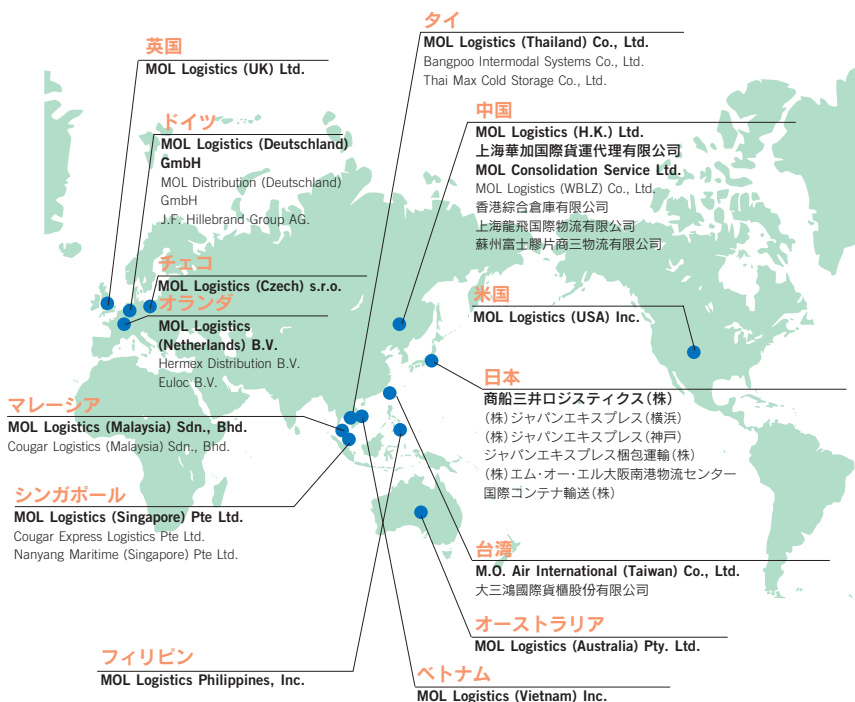 タイ
MOL Logistics (Thailand) Co., Ltd.
Bangpoo Intermodal Systems Co., Ltd.
Thai Max Cold Storage Co., Ltd.
英国
MOL Logistics (UK) Ltd.
ドイツ
MOL Logistics (Deutschland)
GmbH
MOL Distribution (Deutschland)
GmbH
J.F. Hillebrand Group AG.
中国
MOL Logistics (H.K.) Ltd.
上海華加国際貨運代理有限公司
MOL Consolidation Service Ltd.
MOL Logistics (WBLZ) Co., Ltd.
香港綜合倉庫有限公司
上海龍飛国際物流有限公司
蘇州富士膠片商三物流有限公司
チェコ
MOL Logistics (Czech) s.r.o.
オランダ
MOL Logistics
(Netherlands) B.V.
Hermex Distribution B.V.
Euloc B.V.
米国
MOL Logistics (USA) Inc.
日本
商船三井ロジスティクス(株)
(株)ジャパンエキスプレス(横浜)
(株)ジャパンエキスプレス(神戸)
ジャパンエキスプレス梱包運輸(株)
(株)エム・オー・エル大阪南港物流センター
国際コンテナ輸送(株)
マレーシア
MOL Logistics (Malaysia) Sdn., Bhd.
Cougar Logistics (Malaysia) Sdn., Bhd.
シンガポール
MOL Logistics (Singapore) Pte Ltd.
Cougar Express Logistics Pte Ltd.
Nanyang Maritime (Singapore) Pte Ltd.
台湾
M.O. Air International (Taiwan) Co., Ltd.
大三鴻國際貨櫃股份有限公司
オーストラリア
MOL Logistics (Australia) Pty. Ltd.
フィリピン
MOL Logistics Philippines, Inc.
ベトナム
MOL Logistics (Vietnam) Inc.